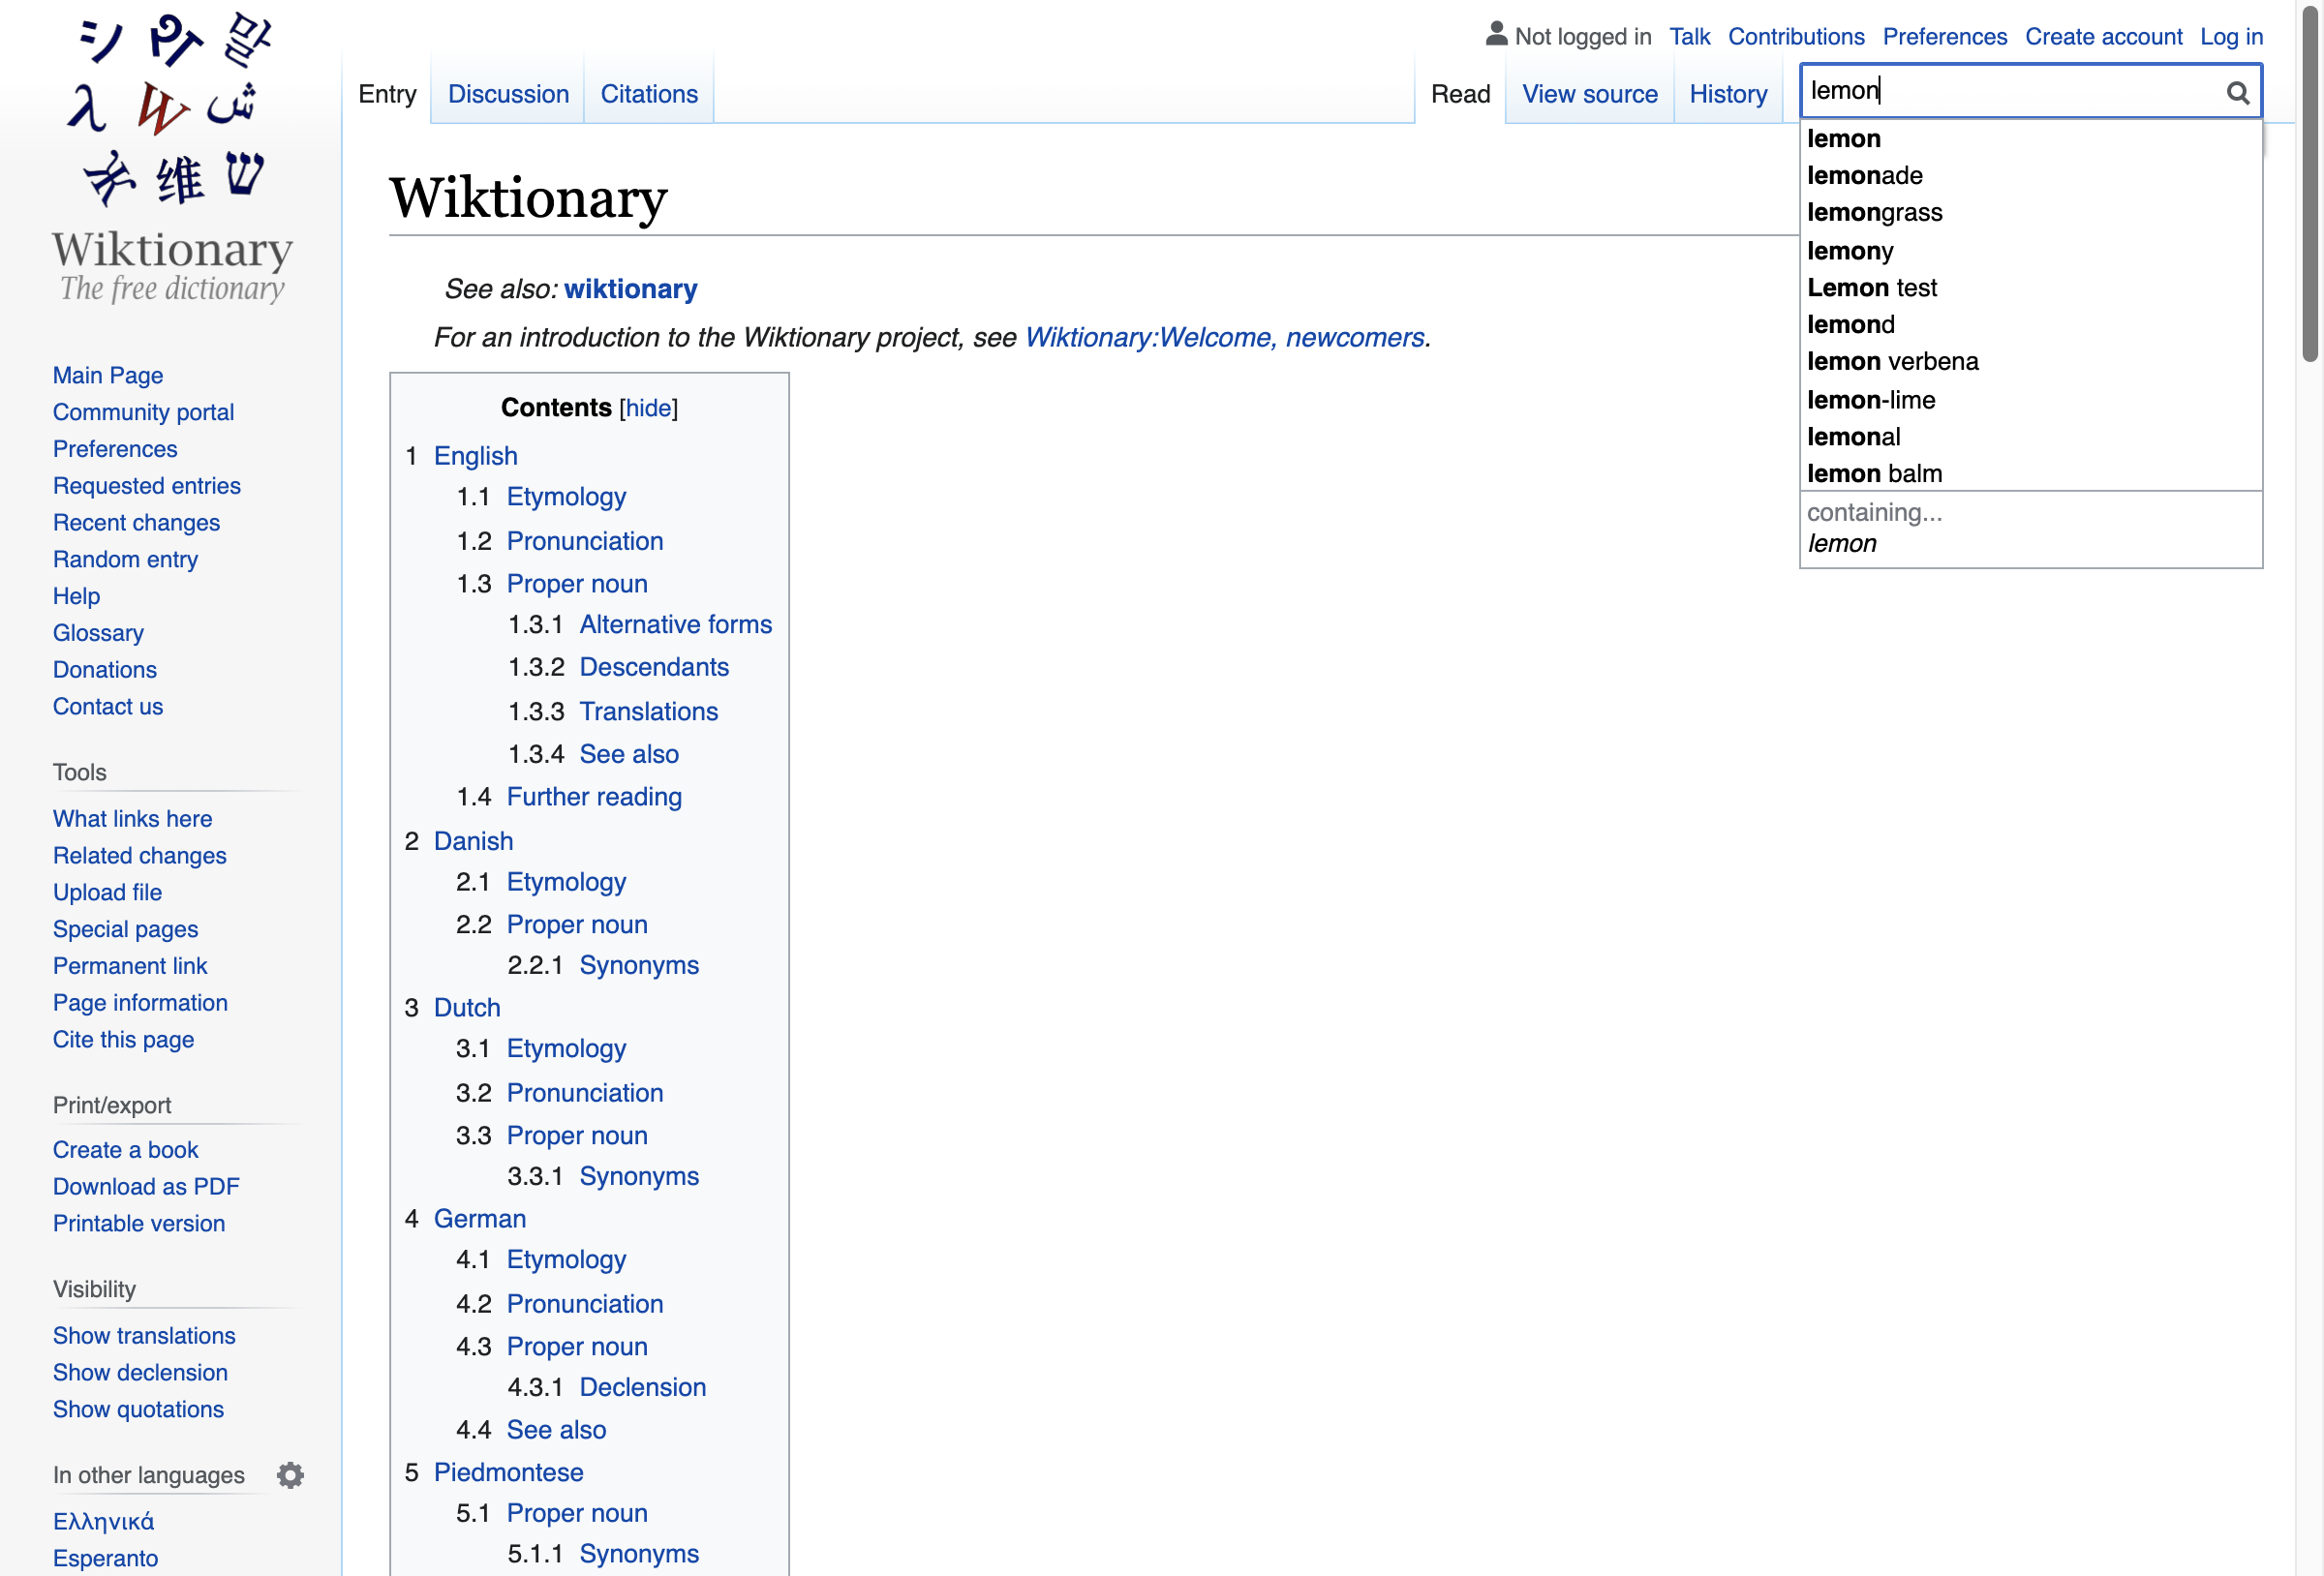 シ 말
λ W ش
维 ש
Wiktionary
The free dictionary
Main Page
Community portal
Preferences
Requested entries
Recent changes
Random entry
Help
Glossary
Donations
Contact us
Tools
What links here
Related changes
Upload file
Special pages
Permanent link
Page information
Cite this page
Print/export
Create a book
Download as PDF
Printable version
Visibility
Show translations
Show declension
Show quotations
In other languages
Ελληνικά
Esperanto
Not logged in Talk Contributions Preferences Create account Log in
Entry Discussion Citations Read View source History
lemon
lemon
lemonade
lemongrass
lemony
Lemon test
lemond
lemon verbena
lemon-lime
lemonal
lemon balm
containing...
lemon
Wiktionary
See also: wiktionary
For an introduction to the Wiktionary project, see Wiktionary:Welcome, newcomers.
Contents [hide]
1 English
1.1 Etymology
1.2 Pronunciation
1.3 Proper noun
1.3.1 Alternative forms
1.3.2 Descendants
1.3.3 Translations
1.3.4 See also
1.4 Further reading
2 Danish
2.1 Etymology
2.2 Proper noun
2.2.1 Synonyms
3 Dutch
3.1 Etymology
3.2 Pronunciation
3.3 Proper noun
3.3.1 Synonyms
4 German
4.1 Etymology
4.2 Pronunciation
4.3 Proper noun
4.3.1 Declension
4.4 See also
5 Piedmontese
5.1 Proper noun
5.1.1 Synonyms